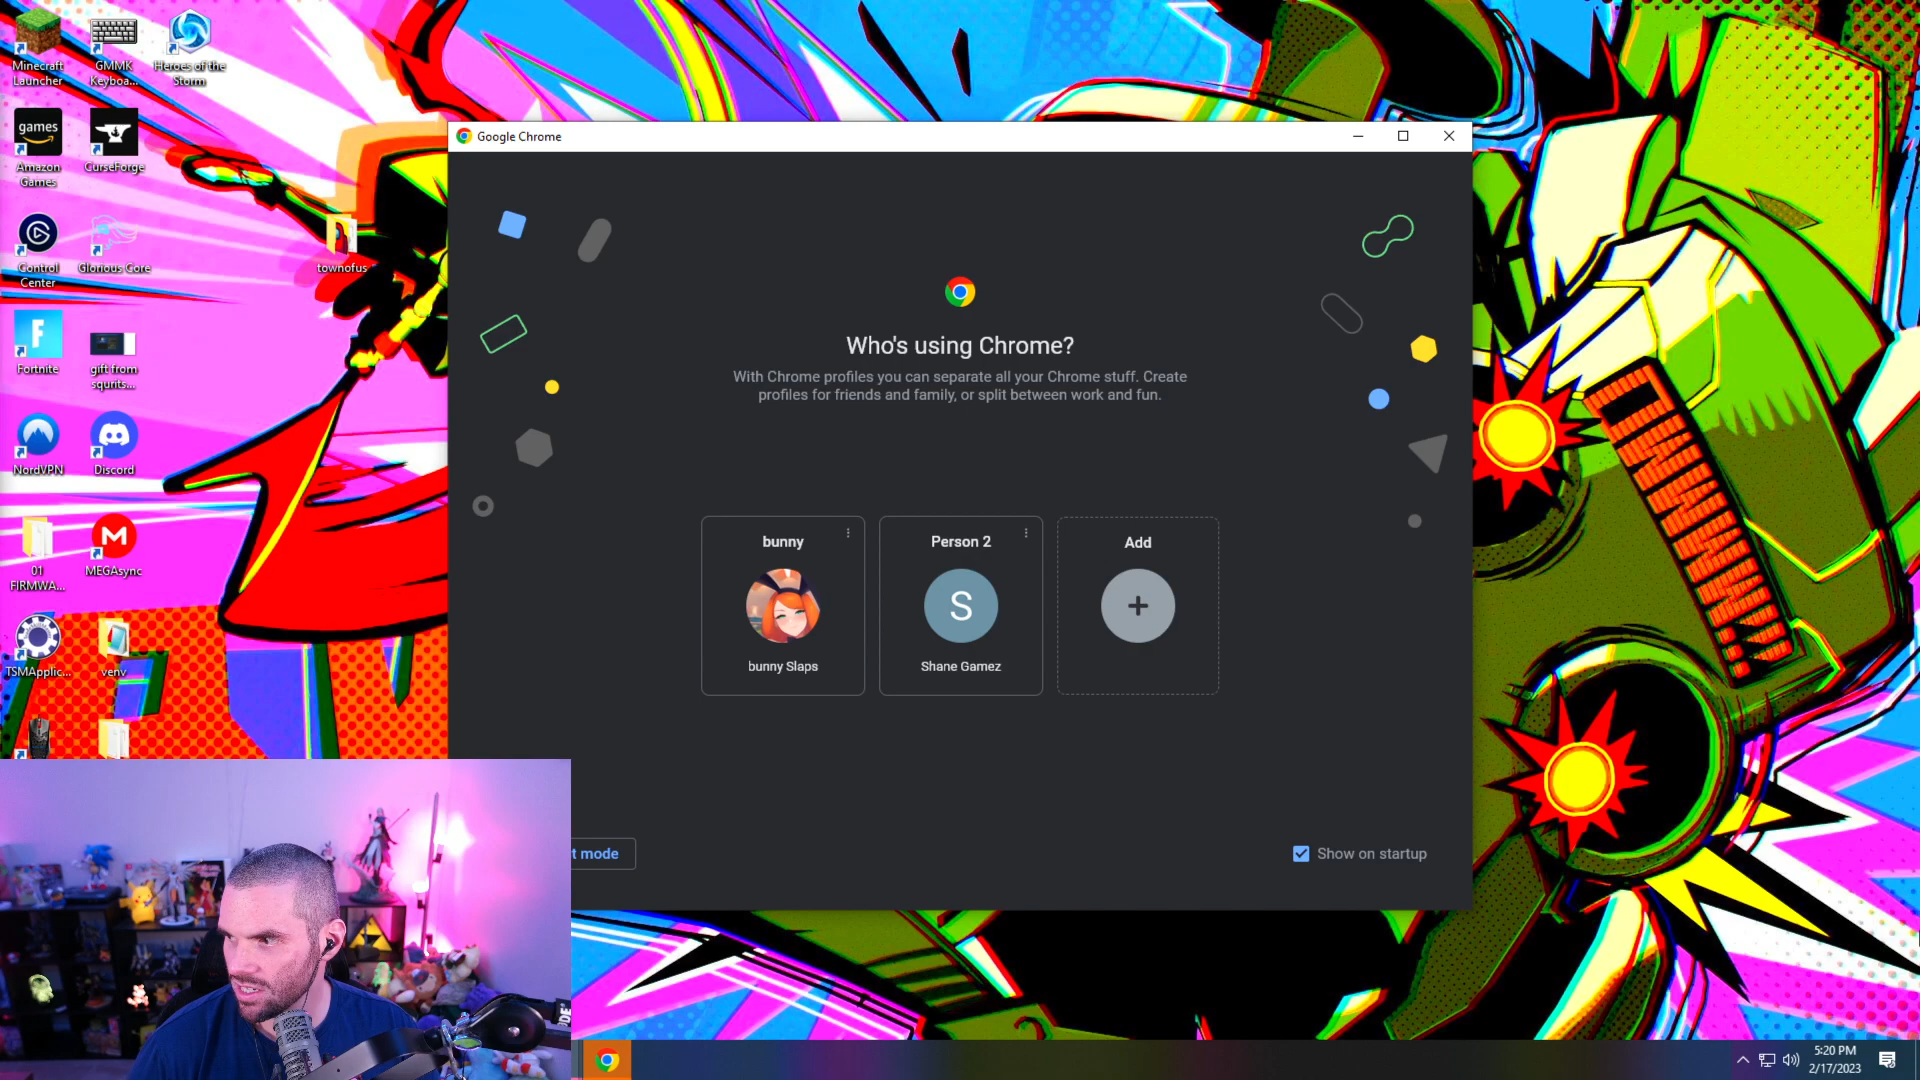 Minecraft
Launcher
GMMK
Keyboa...
Heroes of the
Storm
games
Amazon
Games
CurseForge
Control
Center
Glorious Core
townofus
F
Fortnite
gift from
squrits...
NordVPN
Discord
01
FIRMWA...
M
MEGAsync
TSMApplic...
venv
Google Chrome
Who's using Chrome?
With Chrome profiles you can separate all your Chrome stuff. Create
profiles for friends and family, or split between work and fun.
bunny
bunny Slaps
Person 2
S
Shane Gamez
Add
t mode
Show on startup
5:20 PM
2/17/2023